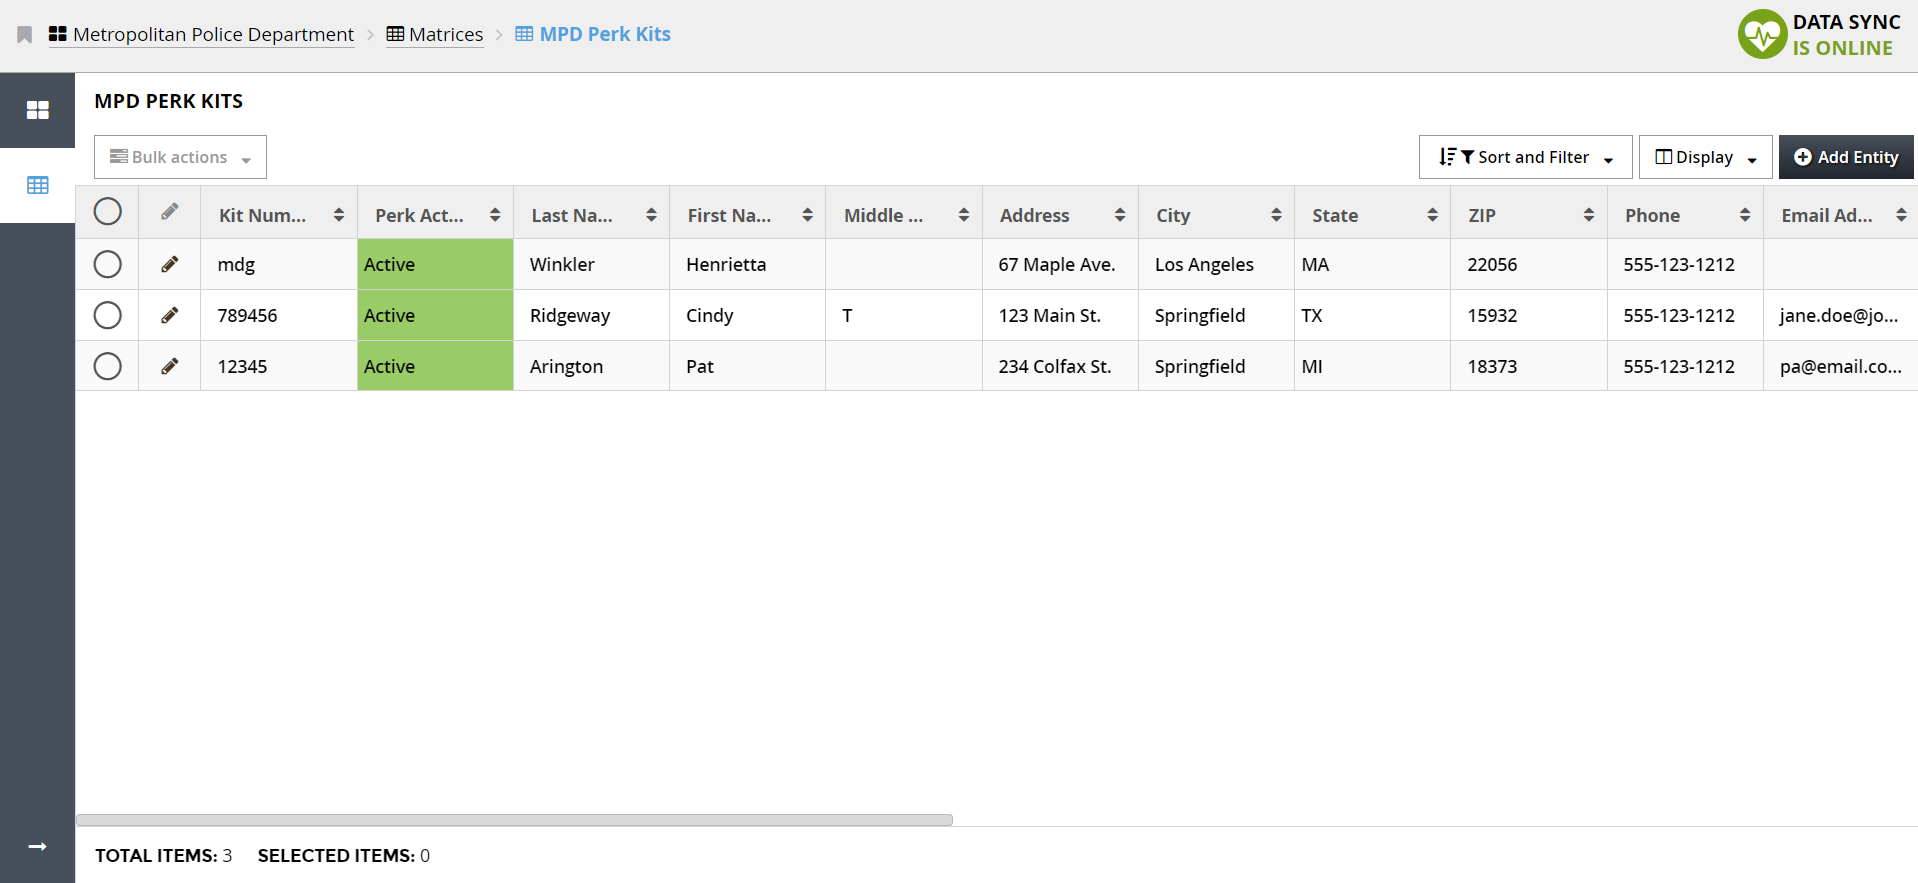 Metropolitan Police Department > Matrices > MPD Perk Kits
DATA SYNC
IS ONLINE
MPD PERK KITS
Bulk actions Sort and Filter Display Add Entity
Kit Num... Perk Act... Last Na... First Na... Middle ... Address City State ZIP Phone Email Ad...
mdg Active Winkler Henrietta 67 Maple Ave. Los Angeles MA 22056 555-123-1212
789456 Active Ridgeway Cindy T 123 Main St. Springfield TX 15932 555-123-1212 jane.doe@jo...
12345 Active Arington Pat 234 Colfax St. Springfield MI 18373 555-123-1212 pa@email.co...
TOTAL ITEMS: 3 SELECTED ITEMS: 0